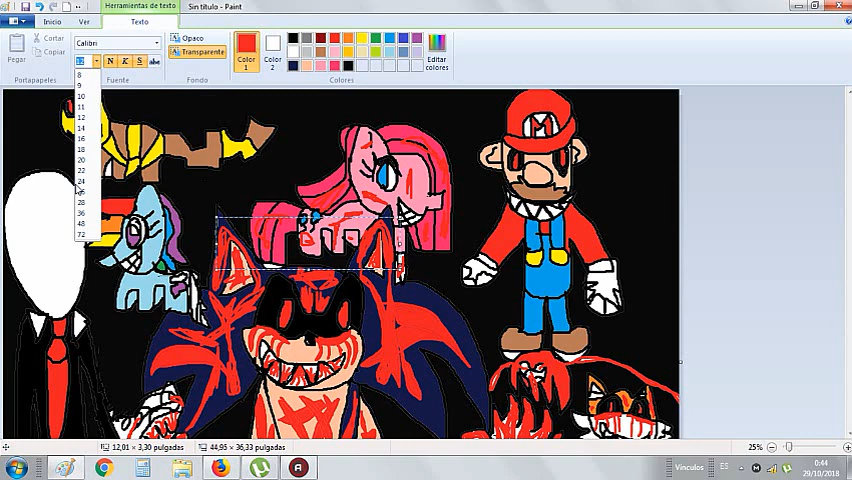 Herramientas de texto
Sin título - Paint
Inicio
Ver
Texto
Pegar
Cortar
Copiar
Portapapeles
Calibri
12
N K S abc
Fuente
Opaco
Transparente
Fondo
Color 1
Color 2
Editar colores
Colores
8
9
10
11
12
14
16
18
20
22
24
26
28
36
48
72
M
12,01 × 3,30 pulgadas
44,95 × 36,33 pulgadas
25%
Vínculos
ES
0:44
29/10/2018